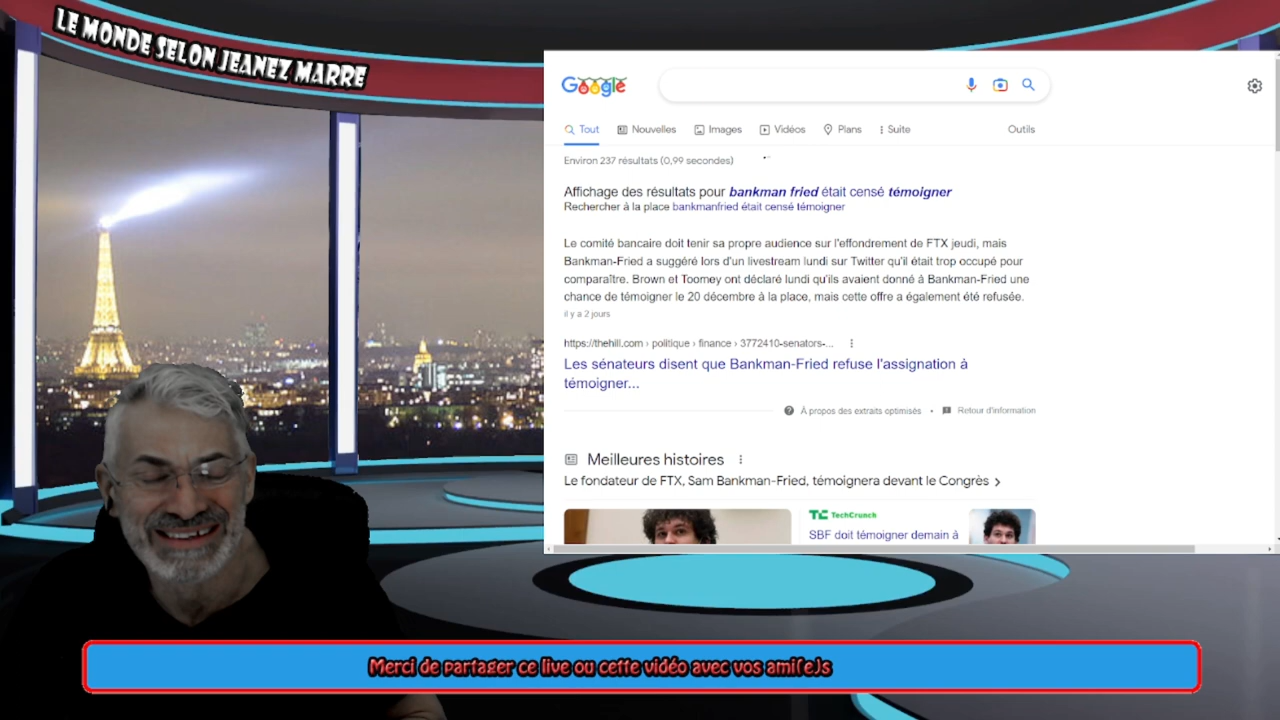 LE MONDE SELON JEANEZ MARRE
Google
Tout
Nouvelles
Images
Vidéos
Plans
Suite
Outils
Environ 237 résultats (0,99 secondes)
Affichage des résultats pour bankman fried était censé témoigner
Rechercher à la place bankmanfried était censé témoigner
Le comité bancaire doit tenir sa propre audience sur l'effondrement de FTX jeudi, mais
Bankman-Fried a suggéré lors d'un livestream lundi sur Twitter qu'il était trop occupé pour
comparaître. Brown et Toomey ont déclaré lundi qu'ils avaient donné à Bankman-Fried une
chance de témoigner le 20 décembre à la place, mais cette offre a également été refusée.
il y a 2 jours
https://thehill.com › politique › finance › 3772410-senators-...
Les sénateurs disent que Bankman-Fried refuse l'assignation à
témoigner...
À propos des extraits optimisés • Retour d'information
Meilleures histoires
Le fondateur de FTX, Sam Bankman-Fried, témoignera devant le Congrès
TechCrunch
SBF doit témoigner demain à
Merci de partager ce live ou cette vidéo avec vos ami(e)s